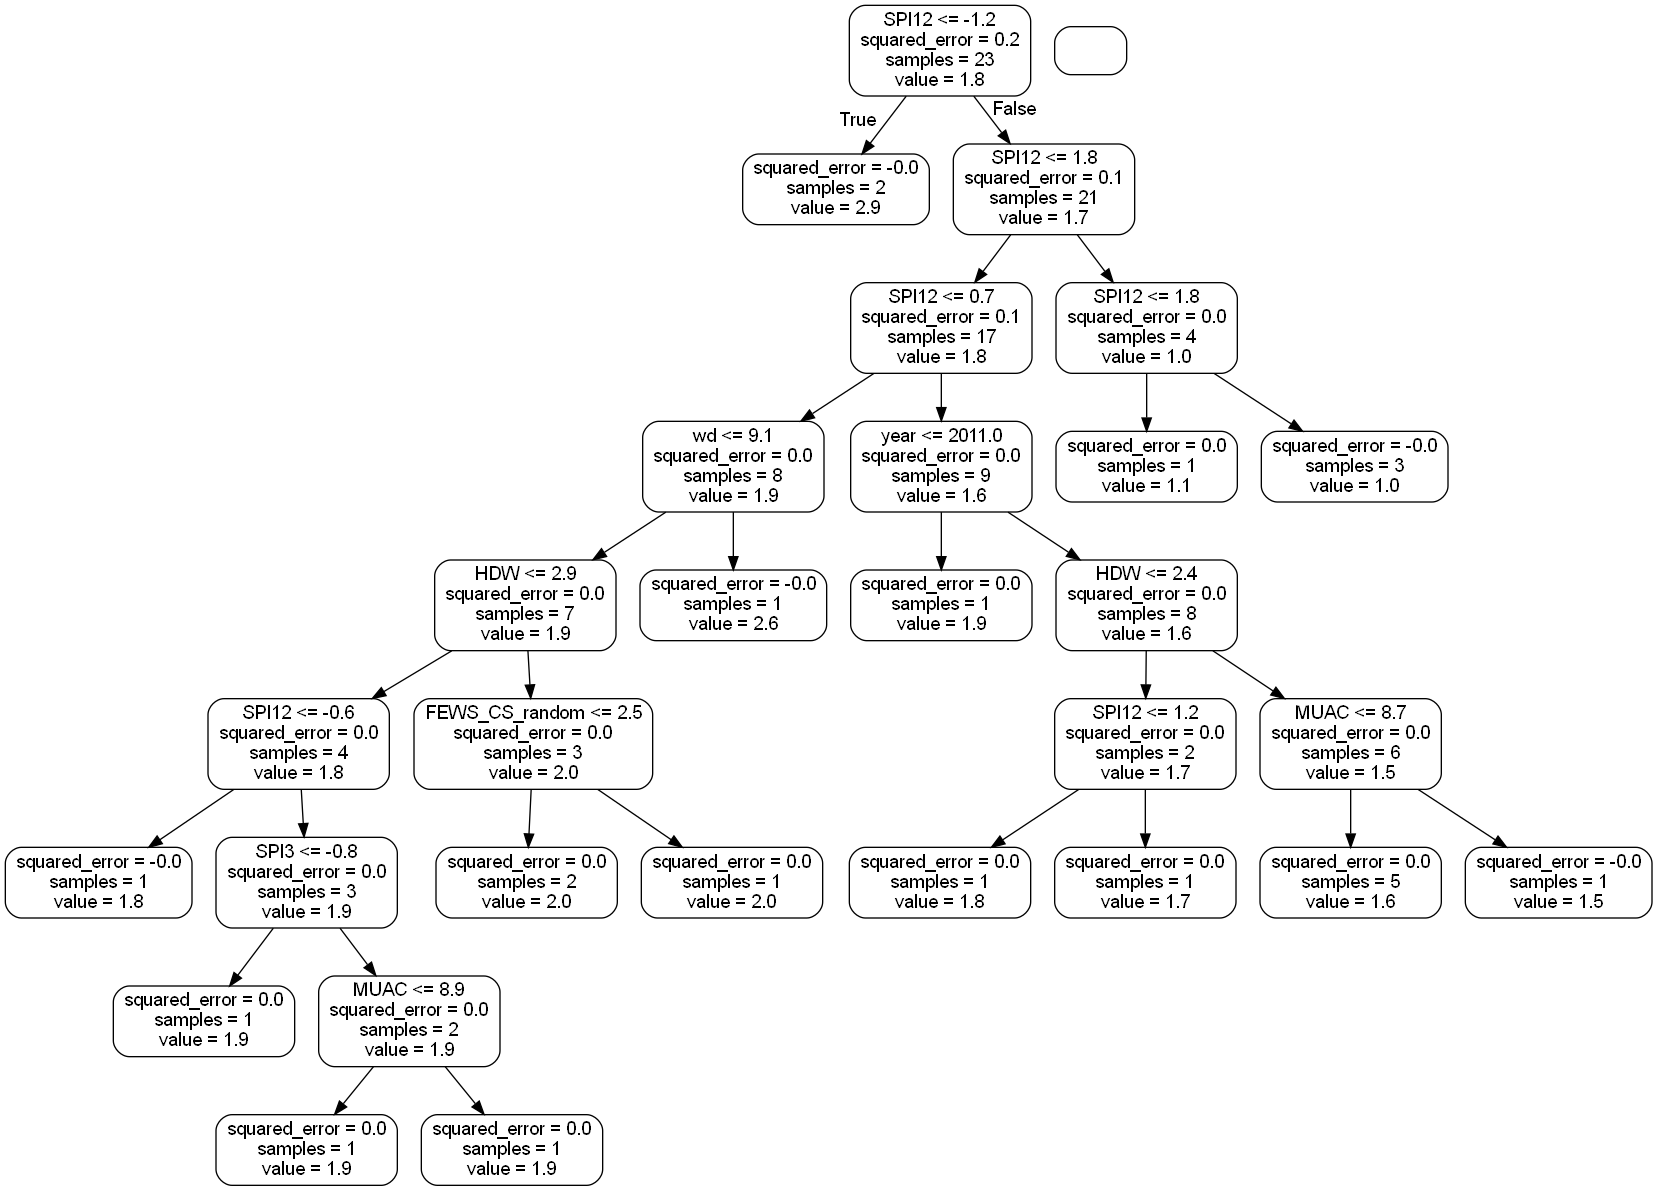 SPI12 <= -1.2
squared_error = 0.2
samples = 23
value = 1.8
True
False
squared_error = -0.0
samples = 2
value = 2.9
SPI12 <= 1.8
squared_error = 0.1
samples = 21
value = 1.7
SPI12 <= 0.7
squared_error = 0.1
samples = 17
value = 1.8
SPI12 <= 1.8
squared_error = 0.0
samples = 4
value = 1.0
wd <= 9.1
squared_error = 0.0
samples = 8
value = 1.9
year <= 2011.0
squared_error = 0.0
samples = 9
value = 1.6
squared_error = 0.0
samples = 1
value = 1.1
squared_error = -0.0
samples = 3
value = 1.0
HDW <= 2.9
squared_error = 0.0
samples = 7
value = 1.9
squared_error = -0.0
samples = 1
value = 2.6
squared_error = 0.0
samples = 1
value = 1.9
HDW <= 2.4
squared_error = 0.0
samples = 8
value = 1.6
SPI12 <= -0.6
squared_error = 0.0
samples = 4
value = 1.8
FEWS_CS_random <= 2.5
squared_error = 0.0
samples = 3
value = 2.0
SPI12 <= 1.2
squared_error = 0.0
samples = 2
value = 1.7
MUAC <= 8.7
squared_error = 0.0
samples = 6
value = 1.5
squared_error = -0.0
samples = 1
value = 1.8
SPI3 <= -0.8
squared_error = 0.0
samples = 3
value = 1.9
squared_error = 0.0
samples = 2
value = 2.0
squared_error = 0.0
samples = 1
value = 2.0
squared_error = 0.0
samples = 1
value = 1.8
squared_error = 0.0
samples = 1
value = 1.7
squared_error = 0.0
samples = 5
value = 1.6
squared_error = -0.0
samples = 1
value = 1.5
squared_error = 0.0
samples = 1
value = 1.9
MUAC <= 8.9
squared_error = 0.0
samples = 2
value = 1.9
squared_error = 0.0
samples = 1
value = 1.9
squared_error = 0.0
samples = 1
value = 1.9